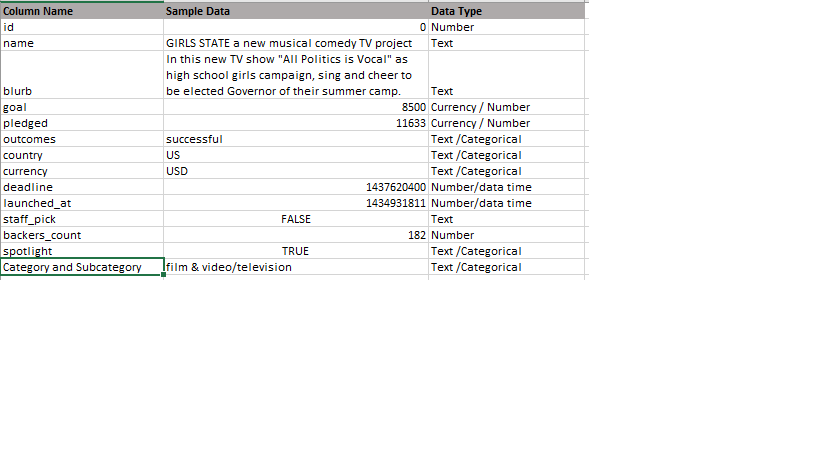 Column Name Sample Data Data Type
id 0 Number
name GIRLS STATE a new musical comedy TV project Text
In this new TV show "All Politics is Vocal" as
high school girls campaign, sing and cheer to
blurb be elected Governor of their summer camp. Text
goal 8500 Currency / Number
pledged 11633 Currency / Number
outcomes successful Text /Categorical
country US Text /Categorical
currency USD Text /Categorical
deadline 1437620400 Number/data time
launched_at 1434931811 Number/data time
staff_pick FALSE Text
backers_count 182 Number
spotlight TRUE Text /Categorical
Category and Subcategory film & video/television Text /Categorical